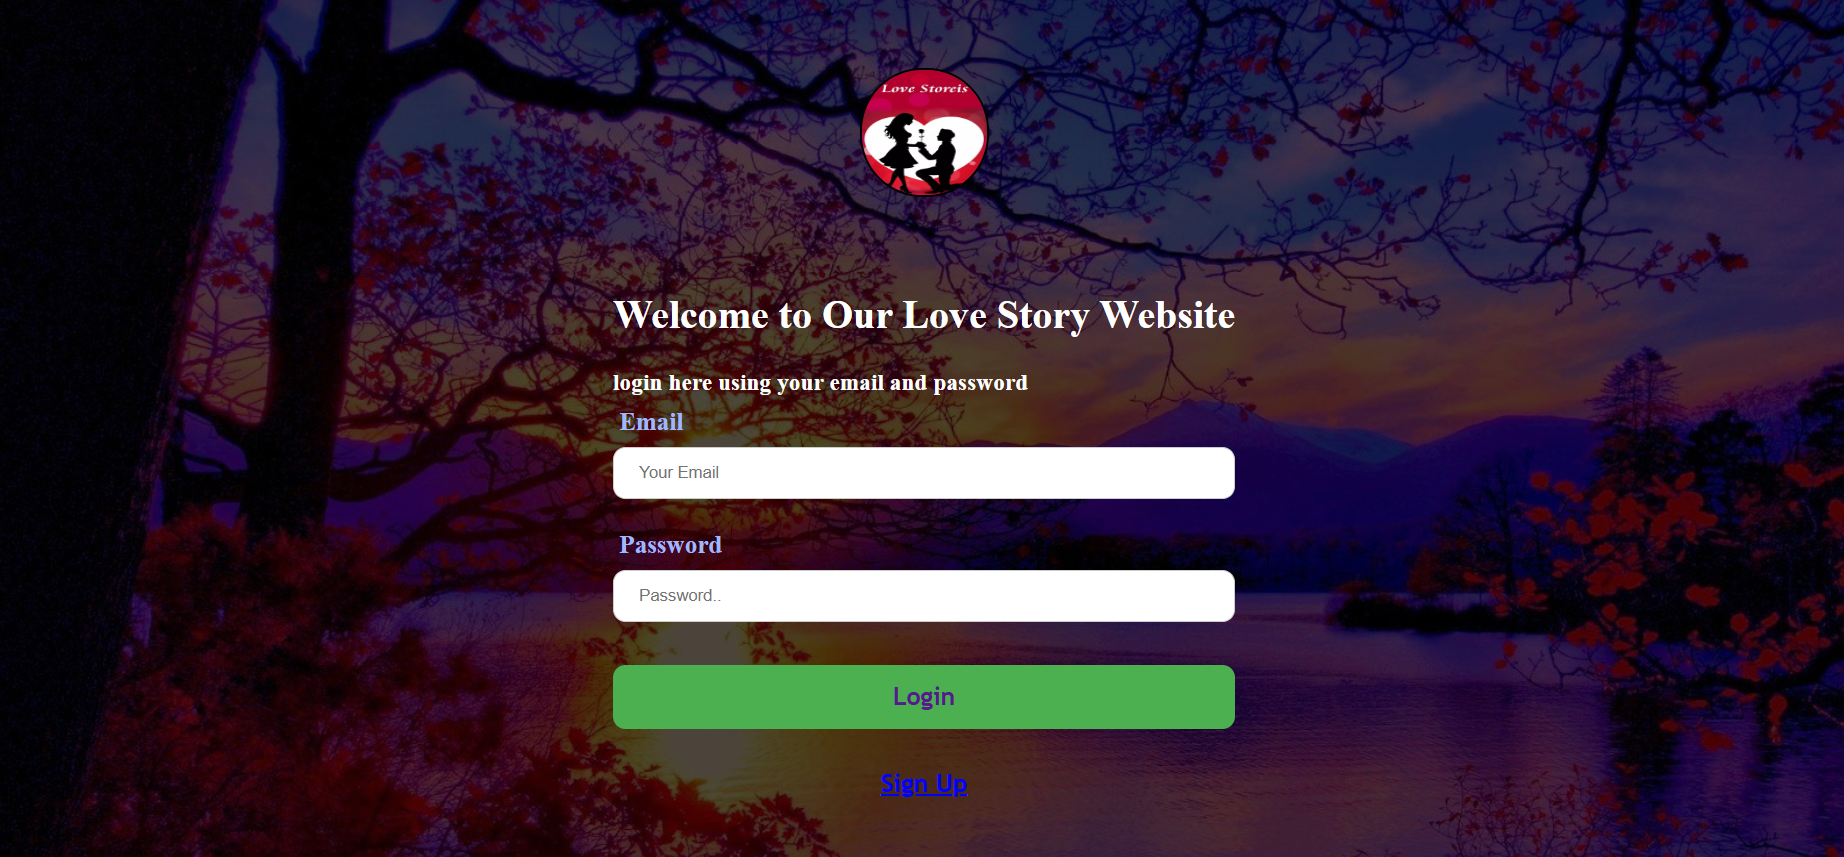 Love Storeis
Welcome to Our Love Story Website
login here using your email and password
Email
Your Email
Password
Password..
Login
Sign Up